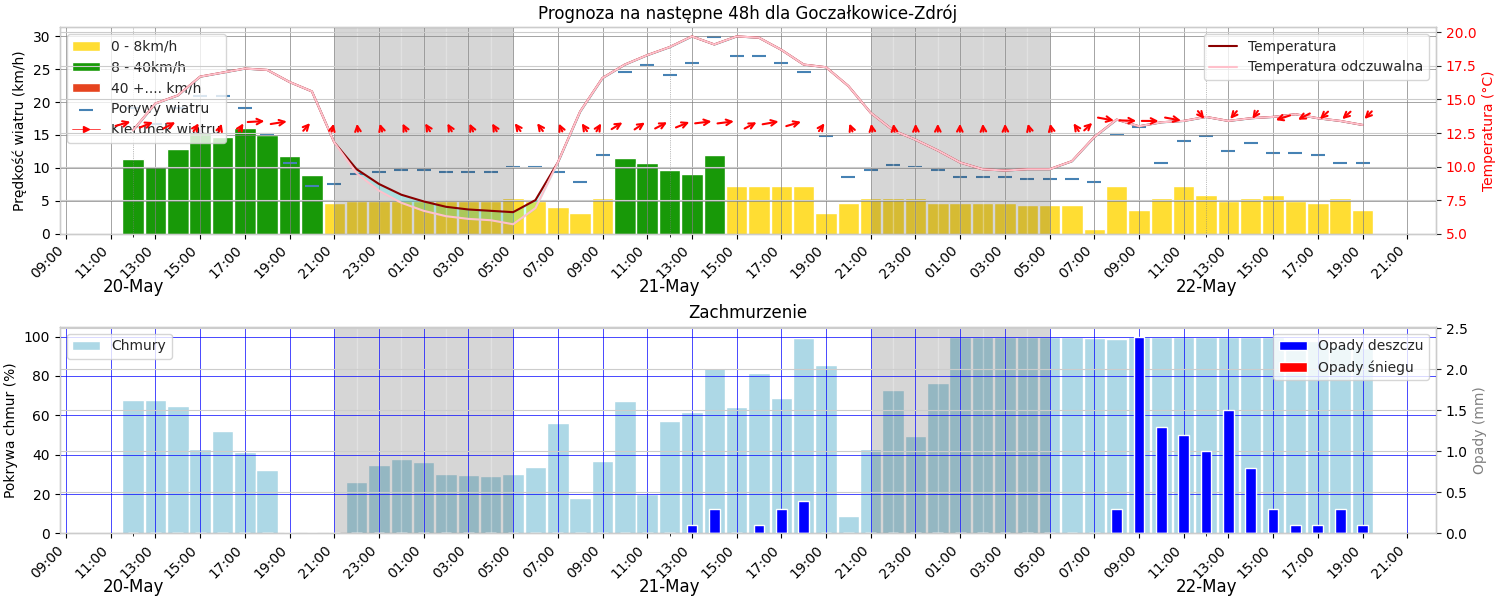 Prognoza na następne 48h dla Goczałkowice-Zdrój
Prędkość wiatru (km/h)
30
25
20
15
10
5
0
0 - 8km/h
8 - 40km/h
40 +.... km/h
Porywy wiatru
Kierunek wiatru
Temperatura
Temperatura odczuwalna
20.0
17.5
15.0
12.5
10.0
7.5
5.0
Temperatura (°C)
09:00 11:00 13:00 15:00 17:00 19:00 21:00 23:00 01:00 03:00 05:00 07:00 09:00 11:00 13:00 15:00 17:00 19:00 21:00 23:00 01:00 03:00 05:00 07:00 09:00 11:00 13:00 15:00 17:00 19:00 21:00
20-May 21-May 22-May
Zachmurzenie
Pokrywa chmur (%)
100
80
60
40
20
0
Chmury
Opady deszczu
Opady śniegu
2.5
2.0
1.5
1.0
0.5
0.0
Opady (mm)
09:00 11:00 13:00 15:00 17:00 19:00 21:00 23:00 01:00 03:00 05:00 07:00 09:00 11:00 13:00 15:00 17:00 19:00 21:00 23:00 01:00 03:00 05:00 07:00 09:00 11:00 13:00 15:00 17:00 19:00 21:00
20-May 21-May 22-May